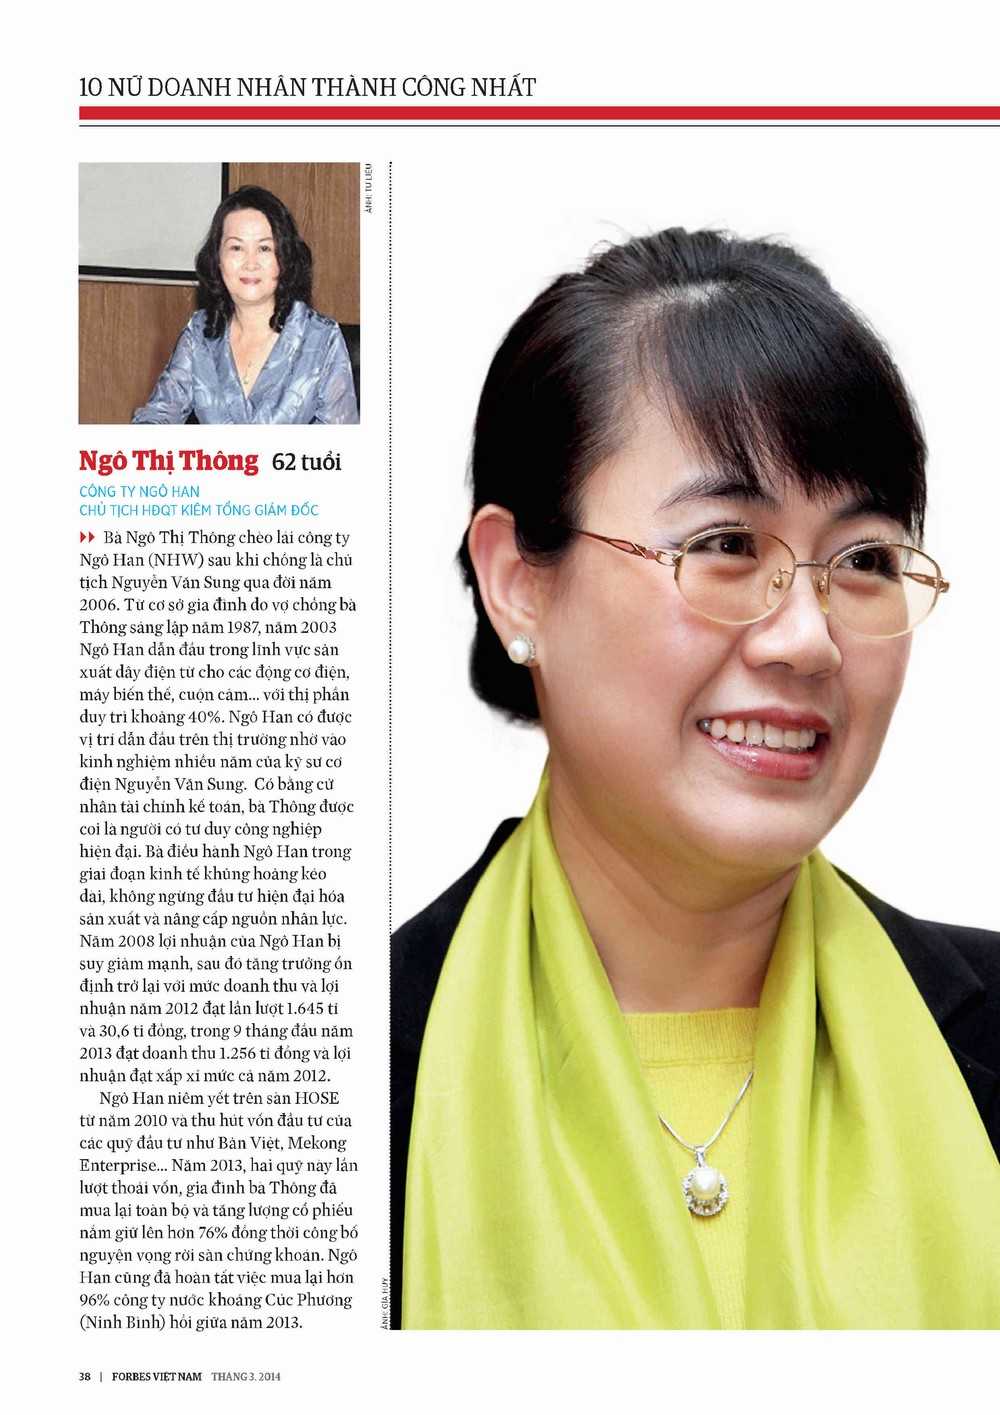 10 NỮ DOANH NHÂN THÀNH CÔNG NHẤT
ẢNH: TƯ LIỆU
Ngô Thị Thông 62 tuổi
CÔNG TY NGÔ HAN
CHỦ TỊCH HĐQT KIÊM TỔNG GIÁM ĐỐC
Bà Ngô Thị Thông chèo lái công ty
Ngô Han (NHW) sau khi chồng là chủ
tịch Nguyễn Văn Sung qua đời năm
2006. Từ cơ sở gia đình do vợ chồng bà
Thông sáng lập năm 1987, năm 2003
Ngô Han dẫn đầu trong lĩnh vực sản
xuất dây điện từ cho các động cơ điện,
máy biến thế, cuộn cảm... với thị phần
duy trì khoảng 40%. Ngô Han có được
vị trí dẫn đầu trên thị trường nhờ vào
kinh nghiệm nhiều năm của kỹ sư cơ
điện Nguyễn Văn Sung. Có bằng cử
nhân tài chính kế toán, bà Thông được
coi là người có tư duy công nghiệp
hiện đại. Bà điều hành Ngô Han trong
giai đoạn kinh tế khủng hoảng kéo
dài, không ngừng đầu tư hiện đại hóa
sản xuất và nâng cấp nguồn nhân lực.
Năm 2008 lợi nhuận của Ngô Han bị
suy giảm mạnh, sau đó tăng trưởng ổn
định trở lại với mức doanh thu và lợi
nhuận năm 2012 đạt lần lượt 1.645 tỉ
và 30,6 tỉ đồng, trong 9 tháng đầu năm
2013 đạt doanh thu 1.256 tỉ đồng và lợi
nhuận đạt xấp xỉ mức cả năm 2012.
Ngô Han niêm yết trên sàn HOSE
từ năm 2010 và thu hút vốn đầu tư của
các quỹ đầu tư như Bản Việt, Mekong
Enterprise... Năm 2013, hai quỹ này lần
lượt thoái vốn, gia đình bà Thông đã
mua lại toàn bộ và tăng lượng cổ phiếu
nắm giữ lên hơn 76% đồng thời công bố
nguyện vọng rời sàn chứng khoán. Ngô
Han cũng đã hoàn tất việc mua lại hơn
96% công ty nước khoáng Cúc Phương
(Ninh Bình) hồi giữa năm 2013.
ẢNH: GIA HUY
38 | FORBES VIỆT NAM THÁNG 3. 2014